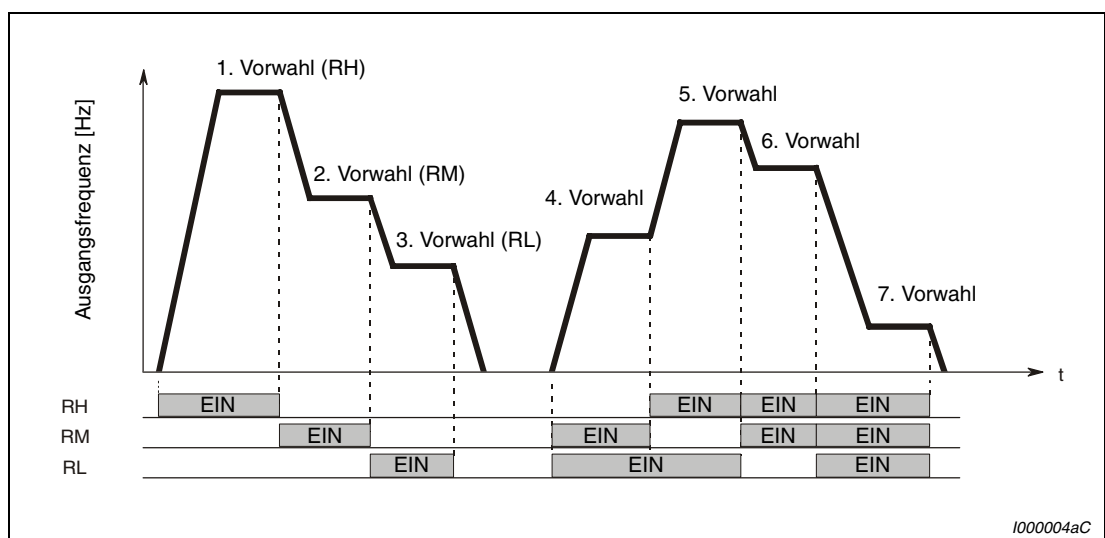 Ausgangsfrequenz [Hz]
1. Vorwahl (RH)
2. Vorwahl (RM)
3. Vorwahl (RL)
4. Vorwahl
5. Vorwahl
6. Vorwahl
7. Vorwahl
t
RH EIN EIN EIN EIN
RM EIN EIN EIN EIN
RL EIN EIN EIN
I000004aC